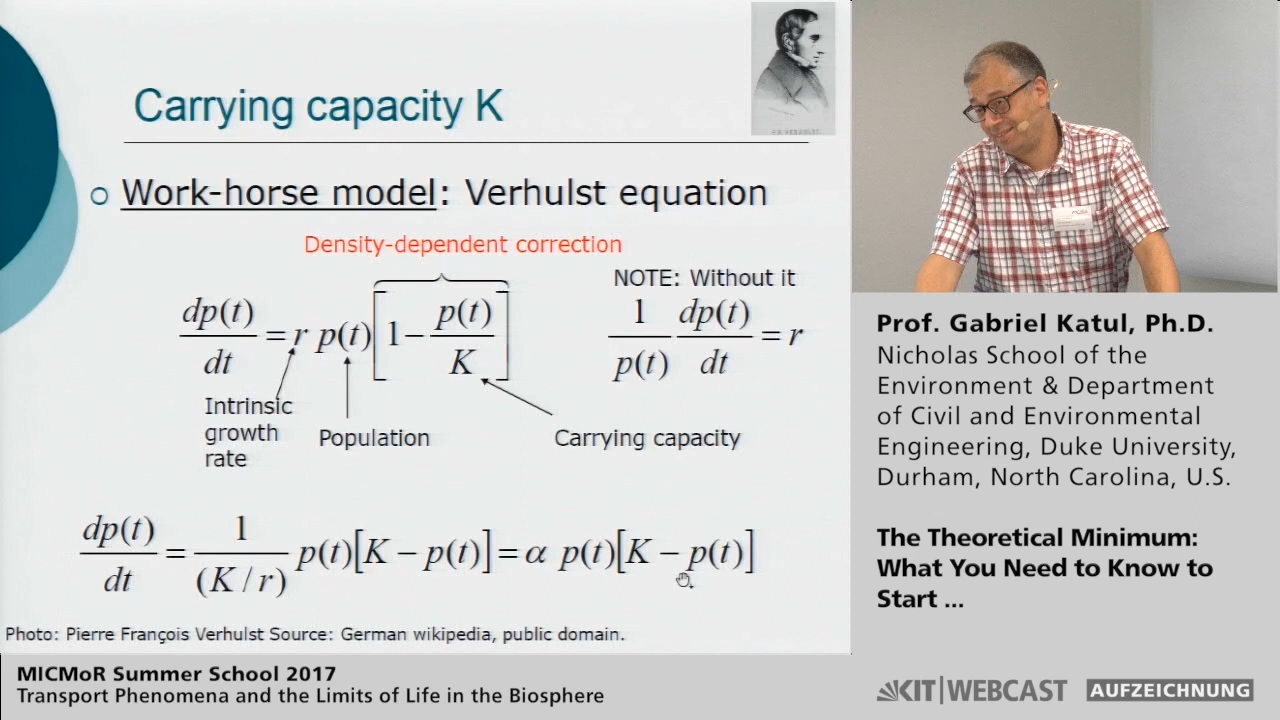 Carrying capacity K
Work-horse model: Verhulst equation
Density-dependent correction
NOTE: Without it
dp(t)/dt = r p(t)[1 − p(t)/K]
1/p(t) dp(t)/dt = r
Intrinsic
growth
rate
Population
Carrying capacity
dp(t)/dt = 1/(K/r) p(t)[K − p(t)] = α p(t)[K − p(t)]
Photo: Pierre François Verhulst Source: German wikipedia, public domain.
Prof. Gabriel Katul, Ph.D.
Nicholas School of the
Environment & Department
of Civil and Environmental
Engineering, Duke University,
Durham, North Carolina, U.S.
The Theoretical Minimum:
What You Need to Know to
Start ...
MICMoR Summer School 2017
Transport Phenomena and the Limits of Life in the Biosphere
KIT|WEBCAST
AUFZEICHNUNG